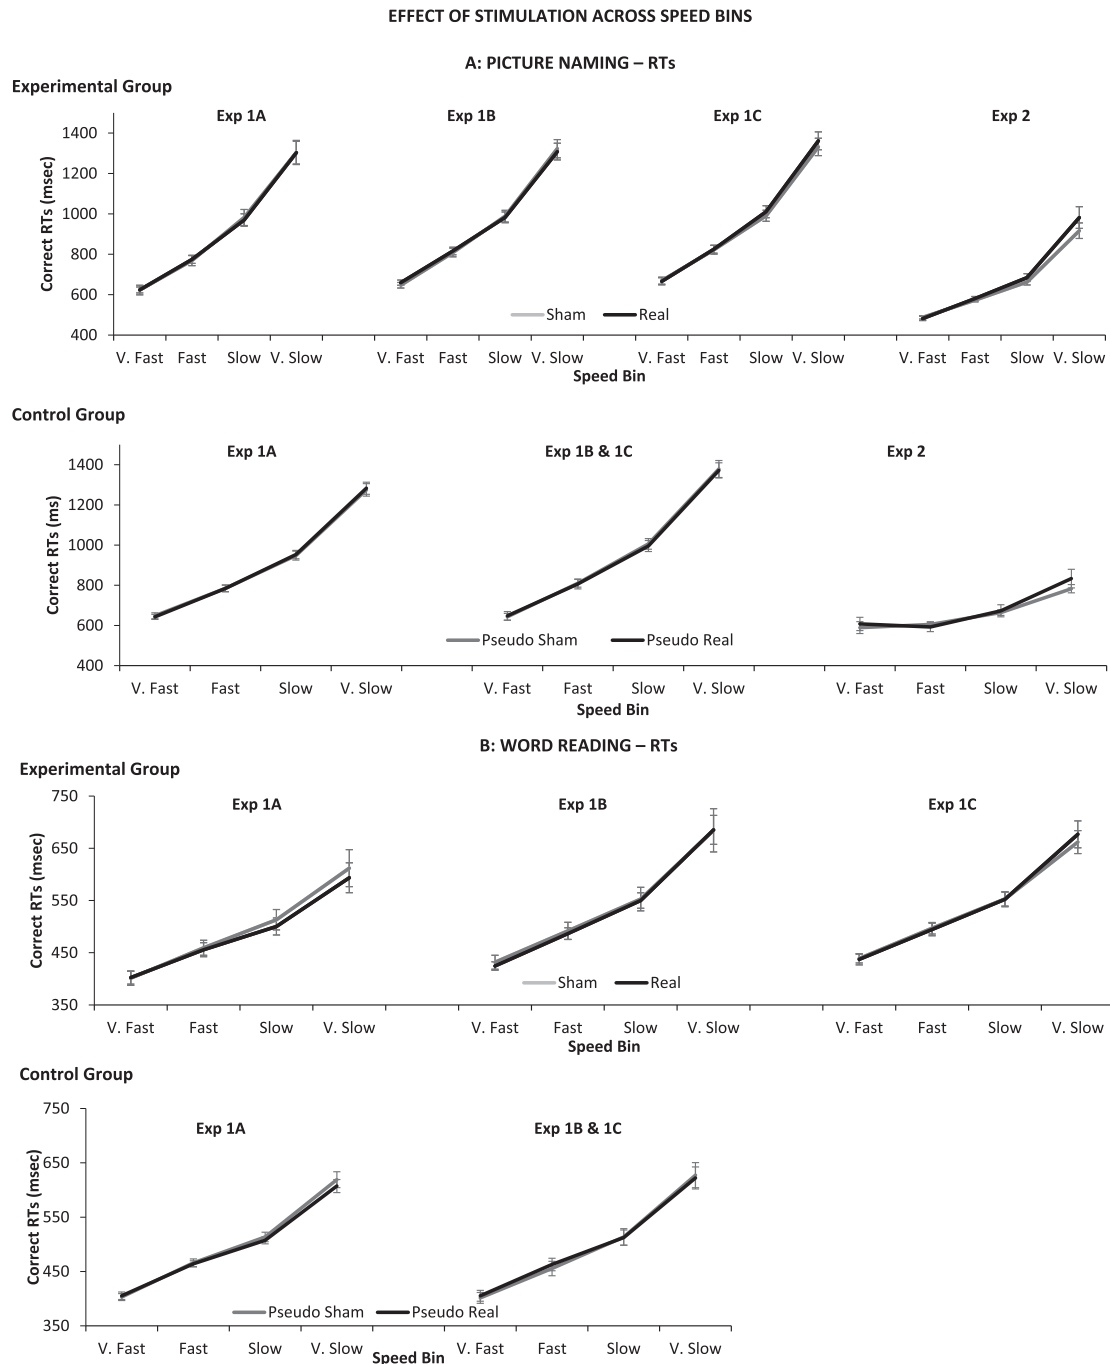 EFFECT OF STIMULATION ACROSS SPEED BINS
A: PICTURE NAMING – RTs
Experimental Group
Exp 1A Exp 1B Exp 1C Exp 2
Correct RTs (msec)
1400
1200
1000
800
600
400
Sham Real
V. Fast Fast Slow V. Slow V. Fast Fast Slow V. Slow V. Fast Fast Slow V. Slow V. Fast Fast Slow V. Slow
Speed Bin
Control Group
Exp 1A Exp 1B & 1C Exp 2
Correct RTs (ms)
1400
1200
1000
800
600
400
Pseudo Sham Pseudo Real
V. Fast Fast Slow V. Slow V. Fast Fast Slow V. Slow V. Fast Fast Slow V. Slow
Speed Bin
B: WORD READING – RTs
Experimental Group
Exp 1A Exp 1B Exp 1C
Correct RTs (msec)
750
650
550
450
350
Sham Real
V. Fast Fast Slow V. Slow V. Fast Fast Slow V. Slow V. Fast Fast Slow V. Slow
Speed Bin
Control Group
Exp 1A Exp 1B & 1C
Correct RTs (msec)
750
650
550
450
350
Pseudo Sham Pseudo Real
V. Fast Fast Slow V. Slow V. Fast Fast Slow V. Slow
Speed Bin